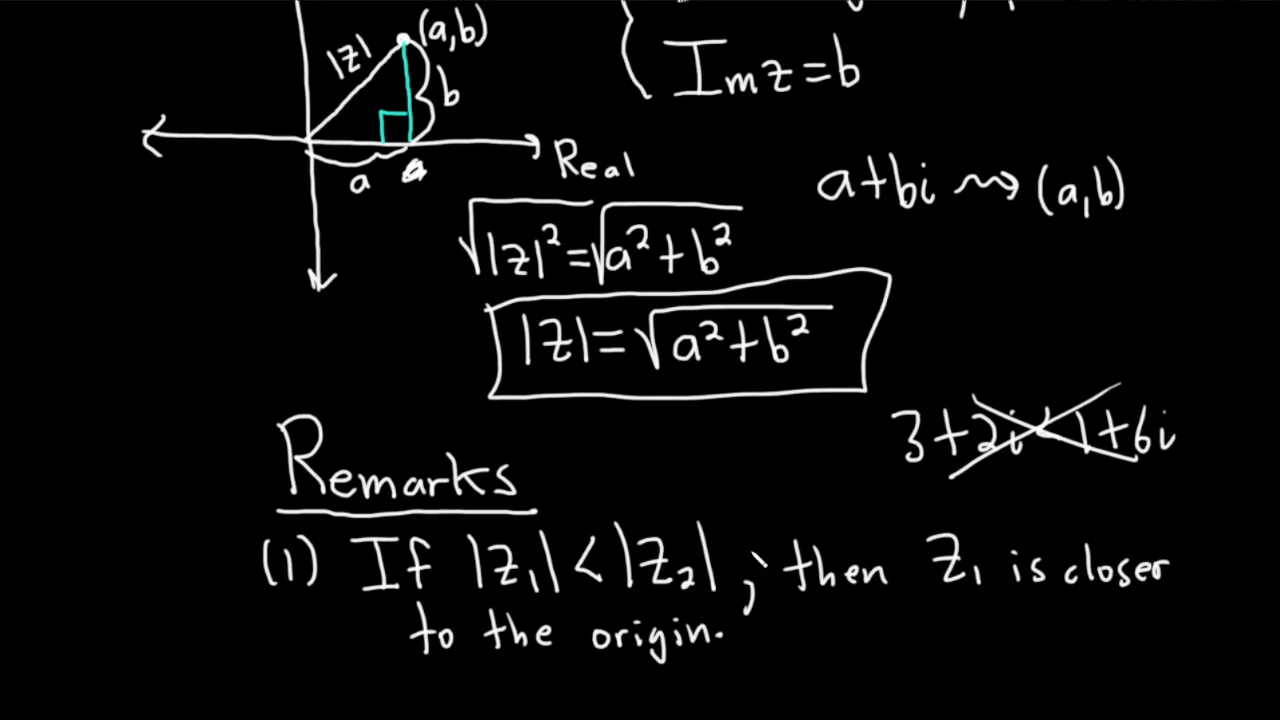 |z| (a,b)
b
Im z = b
Real
a
a+bi ⇝ (a,b)
√|z|² = √a²+b²
|z| = √a²+b²
3+2i < 1+6i
Remarks
(1) If |z₁| < |z₂|, then z₁ is closer
to the origin.